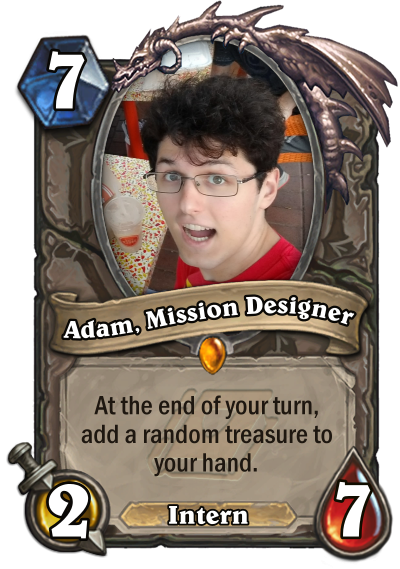 7
Adam, Mission Designer
At the end of your turn,
add a random treasure to
your hand.
2
Intern
7